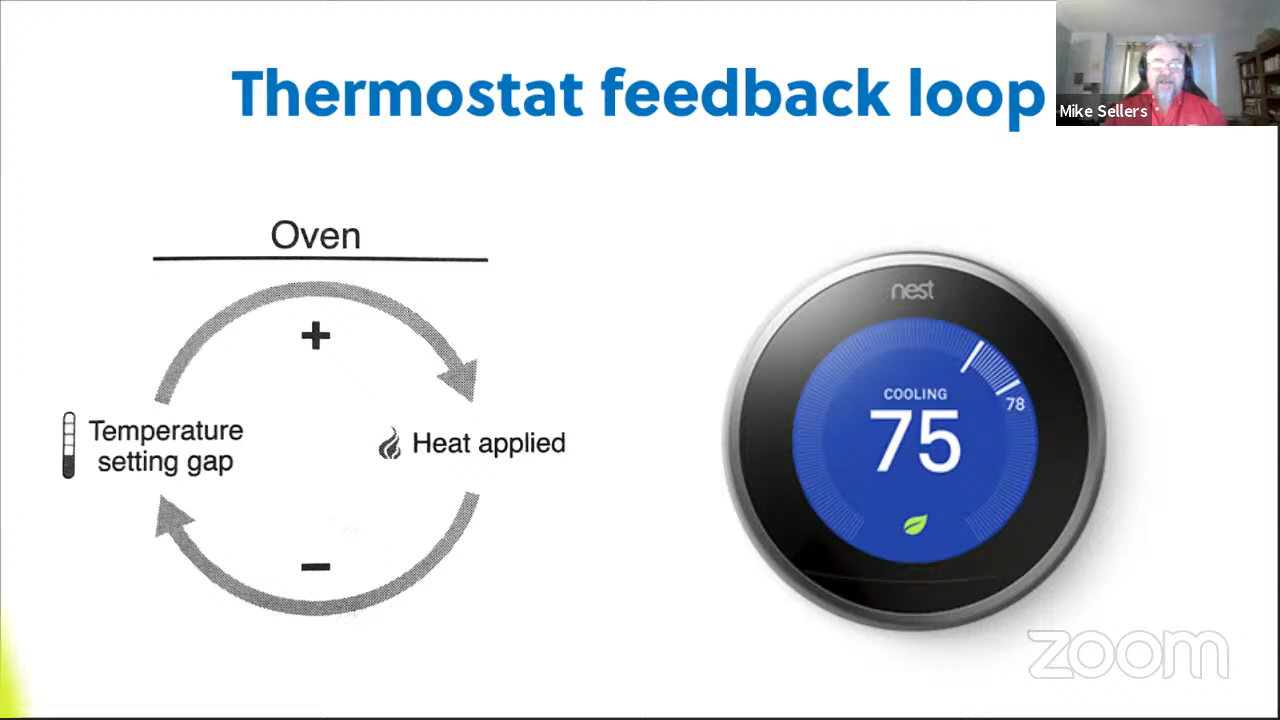 Thermostat feedback loop
Mike Sellers
Oven
+
Temperature
setting gap
Heat applied
−
nest
COOLING
75
78
zoom